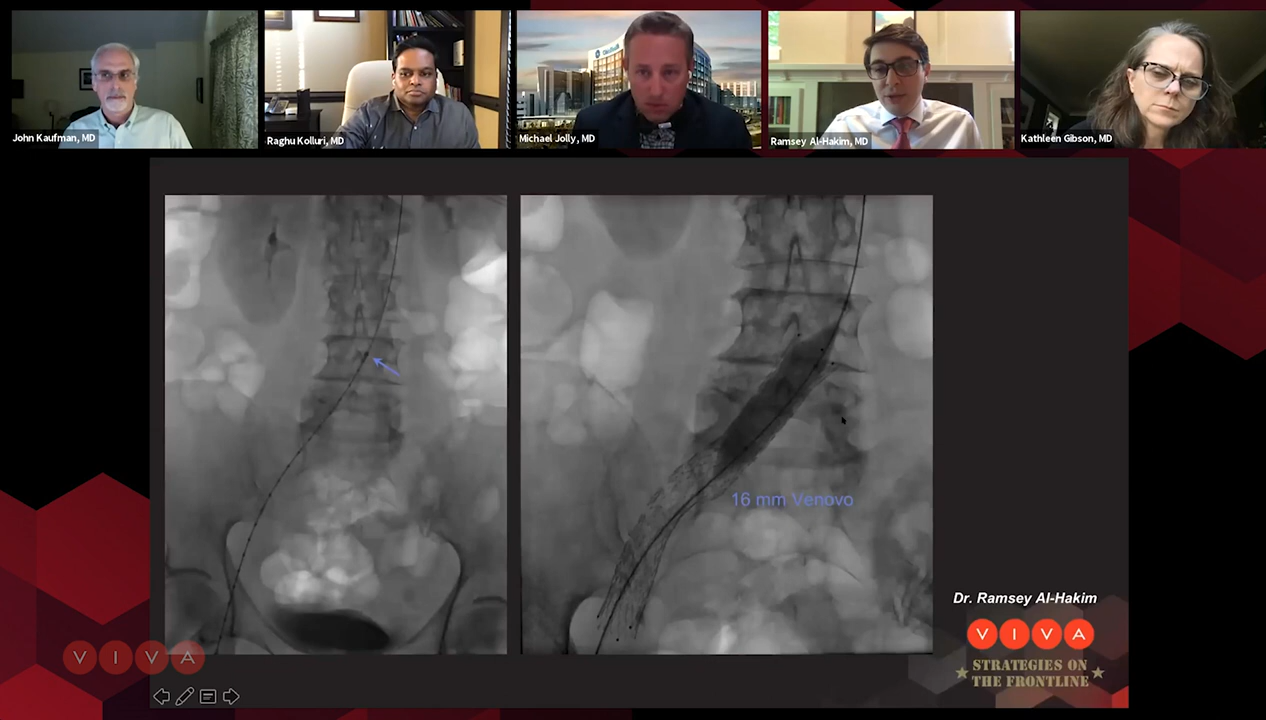 John Kaufman, MD
Raghu Kolluri, MD
Michael Jolly, MD
Ramsey Al-Hakim, MD
Kathleen Gibson, MD
16 mm Venovo
Dr. Ramsey Al-Hakim
VIVA
STRATEGIES ON
THE FRONTLINE
VIVA